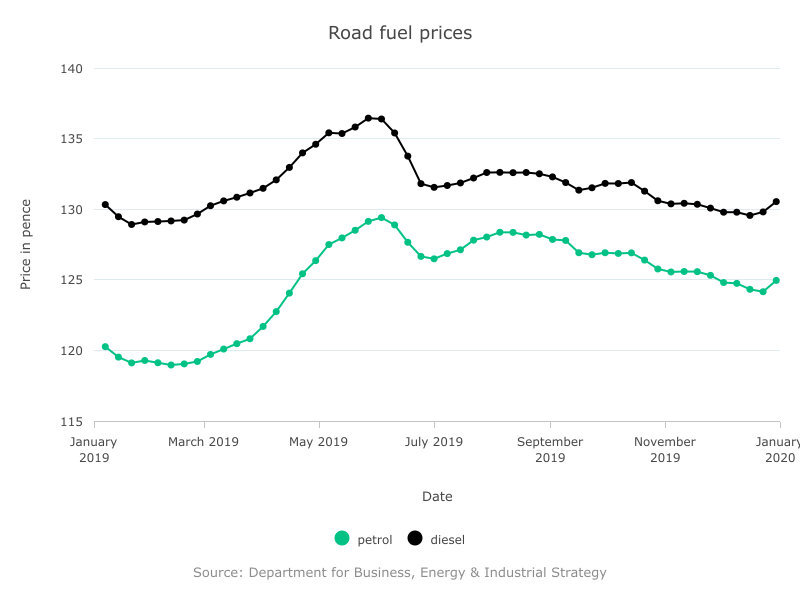 Road fuel prices
140
135
130
125
120
115
Price in pence
January
2019
March 2019
May 2019
July 2019
September
2019
November
2019
January
2020
Date
petrol
diesel
Source: Department for Business, Energy & Industrial Strategy